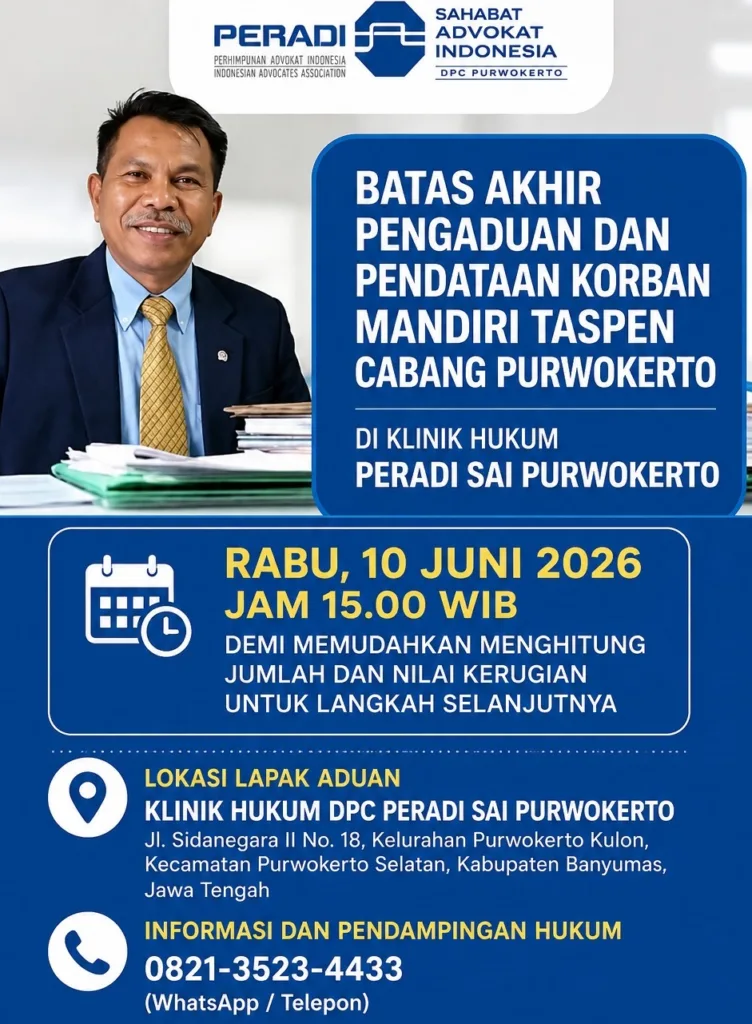 PERADI
PERHIMPUNAN ADVOKAT INDONESIA
INDONESIAN ADVOCATES ASSOCIATION
SAHABAT
ADVOKAT
INDONESIA
DPC PURWOKERTO
BATAS AKHIR
PENGADUAN DAN
PENDATAAN KORBAN
MANDIRI TASPEN
CABANG PURWOKERTO
DI KLINIK HUKUM
PERADI SAI PURWOKERTO
RABU, 10 JUNI 2026
JAM 15.00 WIB
DEMI MEMUDAHKAN MENGHITUNG
JUMLAH DAN NILAI KERUGIAN
UNTUK LANGKAH SELANJUTNYA
LOKASI LAPAK ADUAN
KLINIK HUKUM DPC PERADI SAI PURWOKERTO
Jl. Sidanegara II No. 18, Kelurahan Purwokerto Kulon,
Kecamatan Purwokerto Selatan, Kabupaten Banyumas,
Jawa Tengah
INFORMASI DAN PENDAMPINGAN HUKUM
0821-3523-4433
(WhatsApp / Telepon)